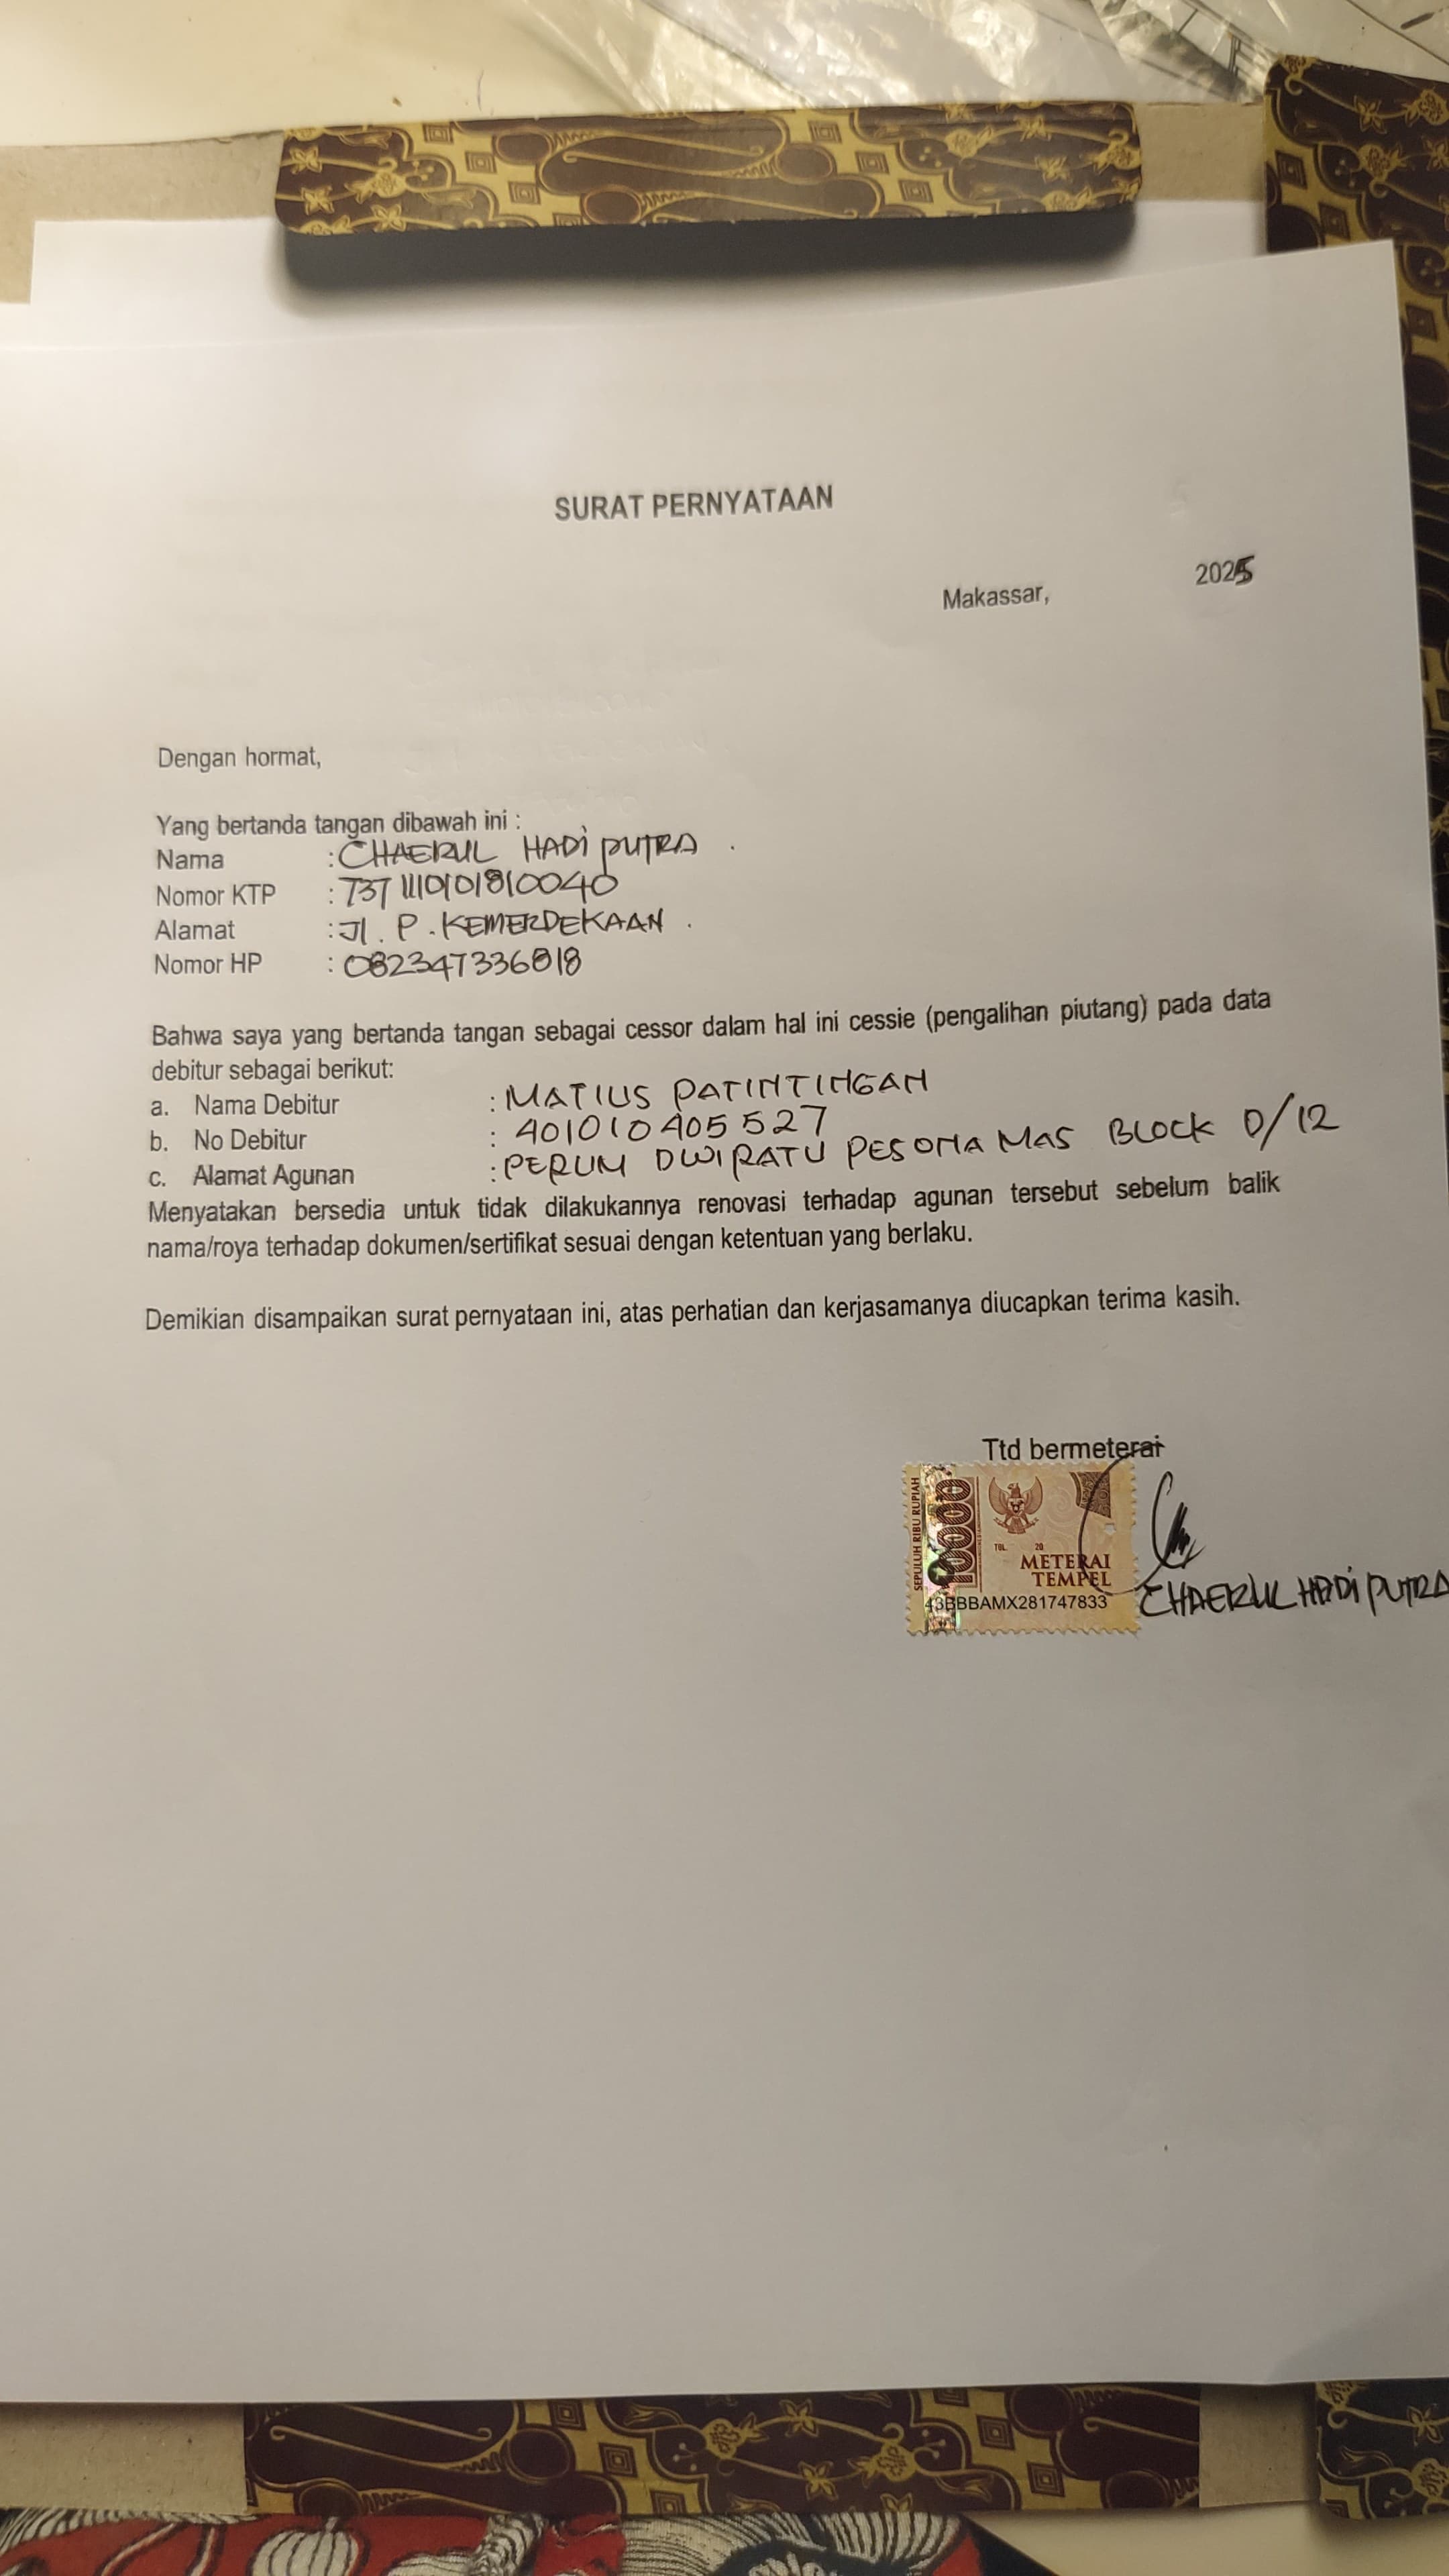 SURAT PERNYATAAN
Makassar, 2025
Dengan hormat,
Yang bertanda tangan dibawah ini :
Nama : CHAERUL HADI PUTRA .
Nomor KTP : 7371110101810040
Alamat : Jl. P. KEMERDEKAAN .
Nomor HP : 082347336818
Bahwa saya yang bertanda tangan sebagai cessor dalam hal ini cessie (pengalihan piutang) pada data
debitur sebagai berikut:
a. Nama Debitur : MATIUS PATINTINGAN
b. No Debitur : 401010405527
c. Alamat Agunan : PERUM DWI RATU PESONA MAS BLOCK D/12
Menyatakan bersedia untuk tidak dilakukannya renovasi terhadap agunan tersebut sebelum balik
nama/roya terhadap dokumen/sertifikat sesuai dengan ketentuan yang berlaku.
Demikian disampaikan surat pernyataan ini, atas perhatian dan kerjasamanya diucapkan terima kasih.
Ttd bermeterai
SEPULUH RIBU RUPIAH
10000
TGL. 20
METERAI
TEMPEL
43BBBAMX281747833
CHAERUL HADI PUTRA